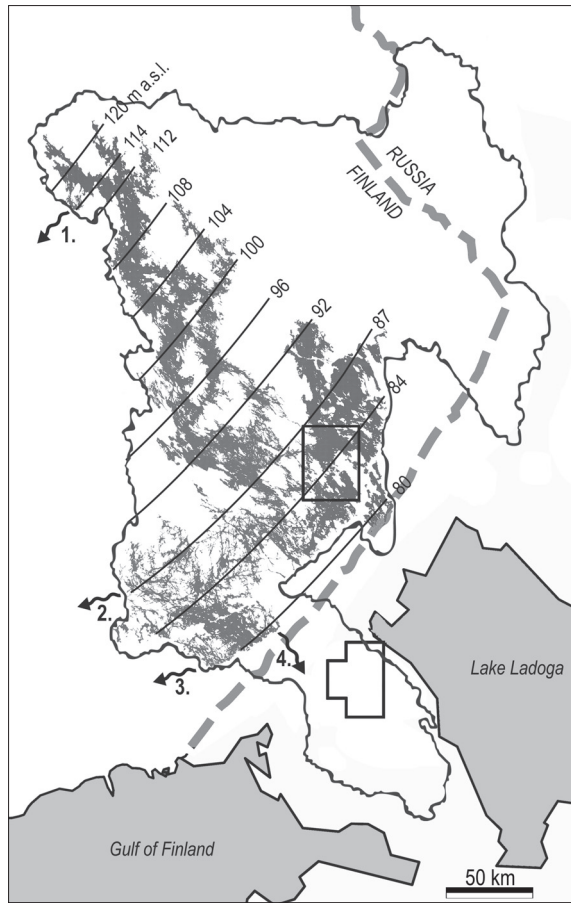 120 m a.s.l.
114
112
108
104
100
96
92
87
84
80
RUSSIA
FINLAND
1.
2.
3.
4.
Lake Ladoga
Gulf of Finland
50 km